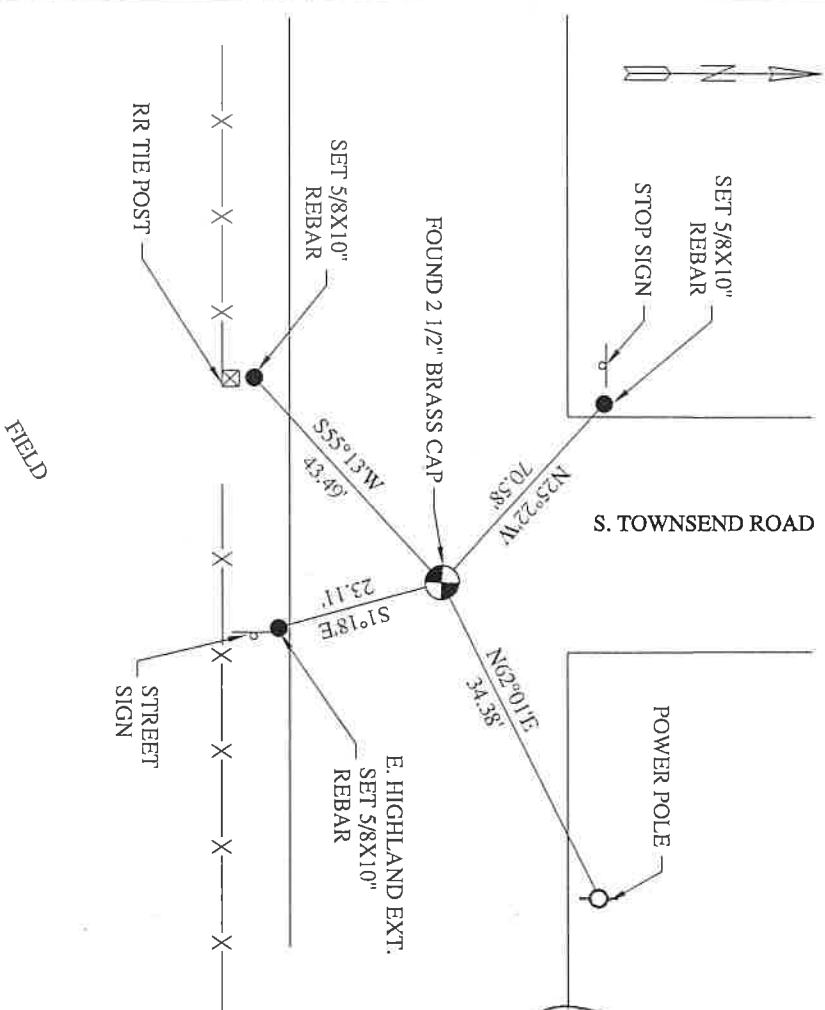 N
SET 5/8X10"
REBAR
STOP SIGN
SET 5/8X10"
REBAR
RR TIE POST
FOUND 2 1/2" BRASS CAP
N25°22'W
70.58'
S55°13'W
43.49'
S. TOWNSEND ROAD
FIELD
S1°18'E
23.11'
N62°01'E
34.38'
POWER POLE
STREET
SIGN
E. HIGHLAND EXT.
SET 5/8X10"
REBAR